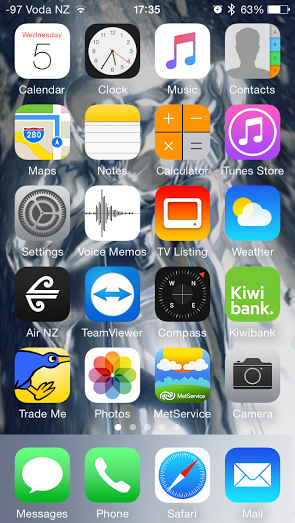 -97 Voda NZ 17:35 63%
Wednesday
5
280
N
W E
S
Kiwi
bank.
MetService
Calendar Clock Music Contacts
Maps Notes Calculator iTunes Store
Settings Voice Memos TV Listing Weather
Air NZ TeamViewer Compass Kiwibank
Trade Me Photos MetService Camera
Messages Phone Safari Mail